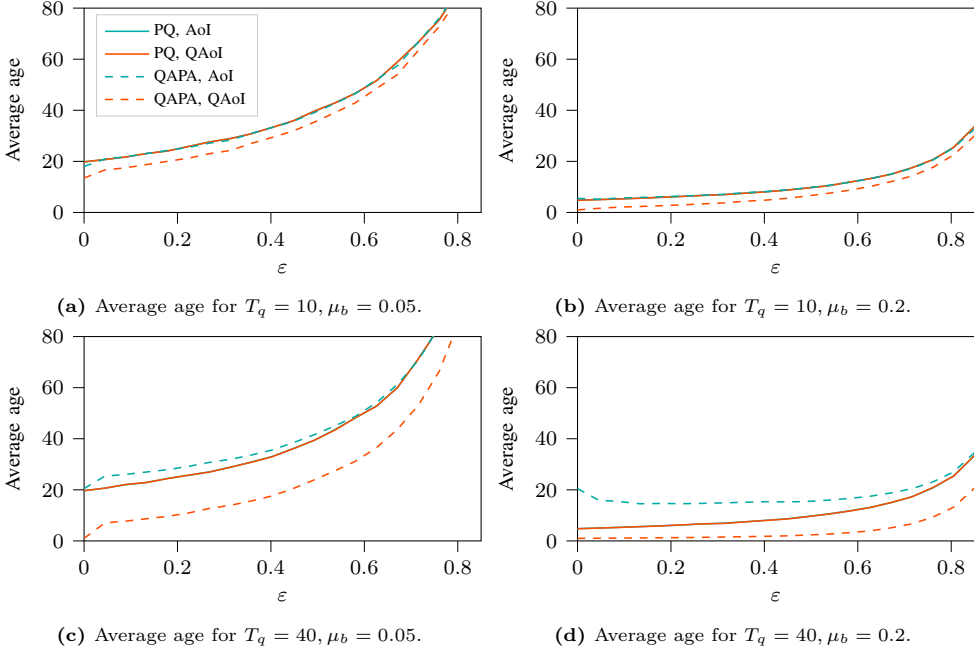 80
60
40
20
0
Average age
PQ, AoI
PQ, QAoI
QAPA, AoI
QAPA, QAoI
0 0.2 0.4 0.6 0.8
ε
(a) Average age for T_q = 10, μ_b = 0.05.
80
60
40
20
0
Average age
0 0.2 0.4 0.6 0.8
ε
(b) Average age for T_q = 10, μ_b = 0.2.
80
60
40
20
0
Average age
0 0.2 0.4 0.6 0.8
ε
(c) Average age for T_q = 40, μ_b = 0.05.
80
60
40
20
0
Average age
0 0.2 0.4 0.6 0.8
ε
(d) Average age for T_q = 40, μ_b = 0.2.